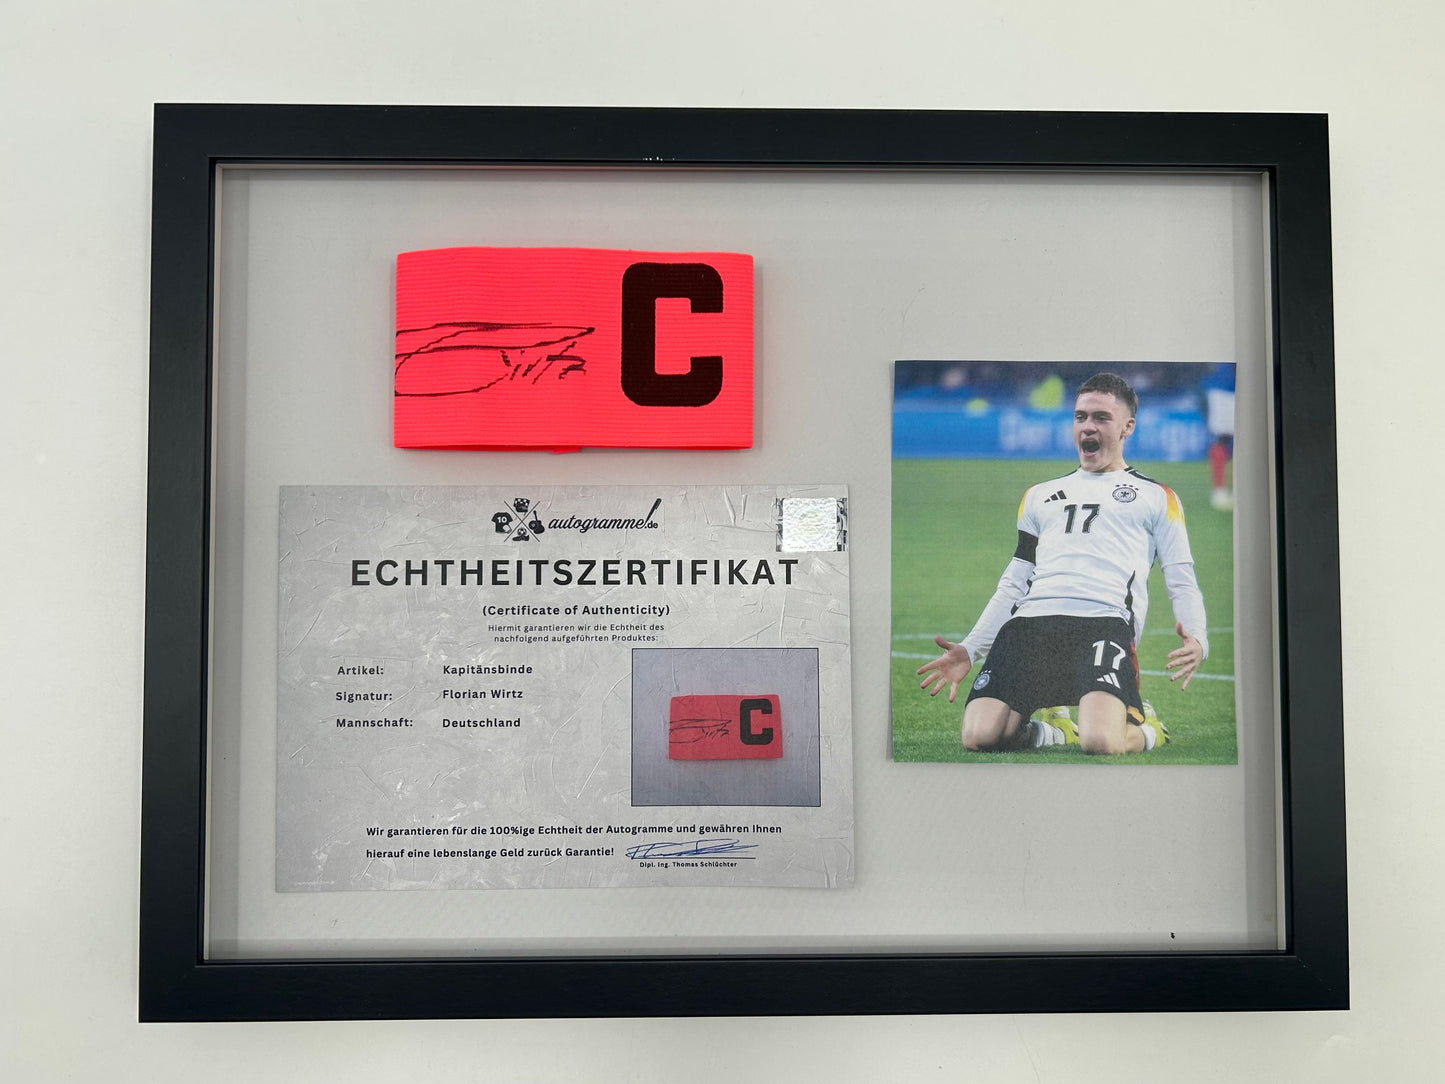 C
Wirtz
10
autogramme.de
ECHTHEITSZERTIFIKAT
(Certificate of Authenticity)
Hiermit garantieren wir die Echtheit des
nachfolgend aufgeführten Produktes:
Artikel: Kapitänsbinde
Signatur: Florian Wirtz
Mannschaft: Deutschland
C
Wir garantieren für die 100%ige Echtheit der Autogramme und gewähren Ihnen
hierauf eine lebenslange Geld zurück Garantie!
Dipl. Ing. Thomas Schlüchter
17
17